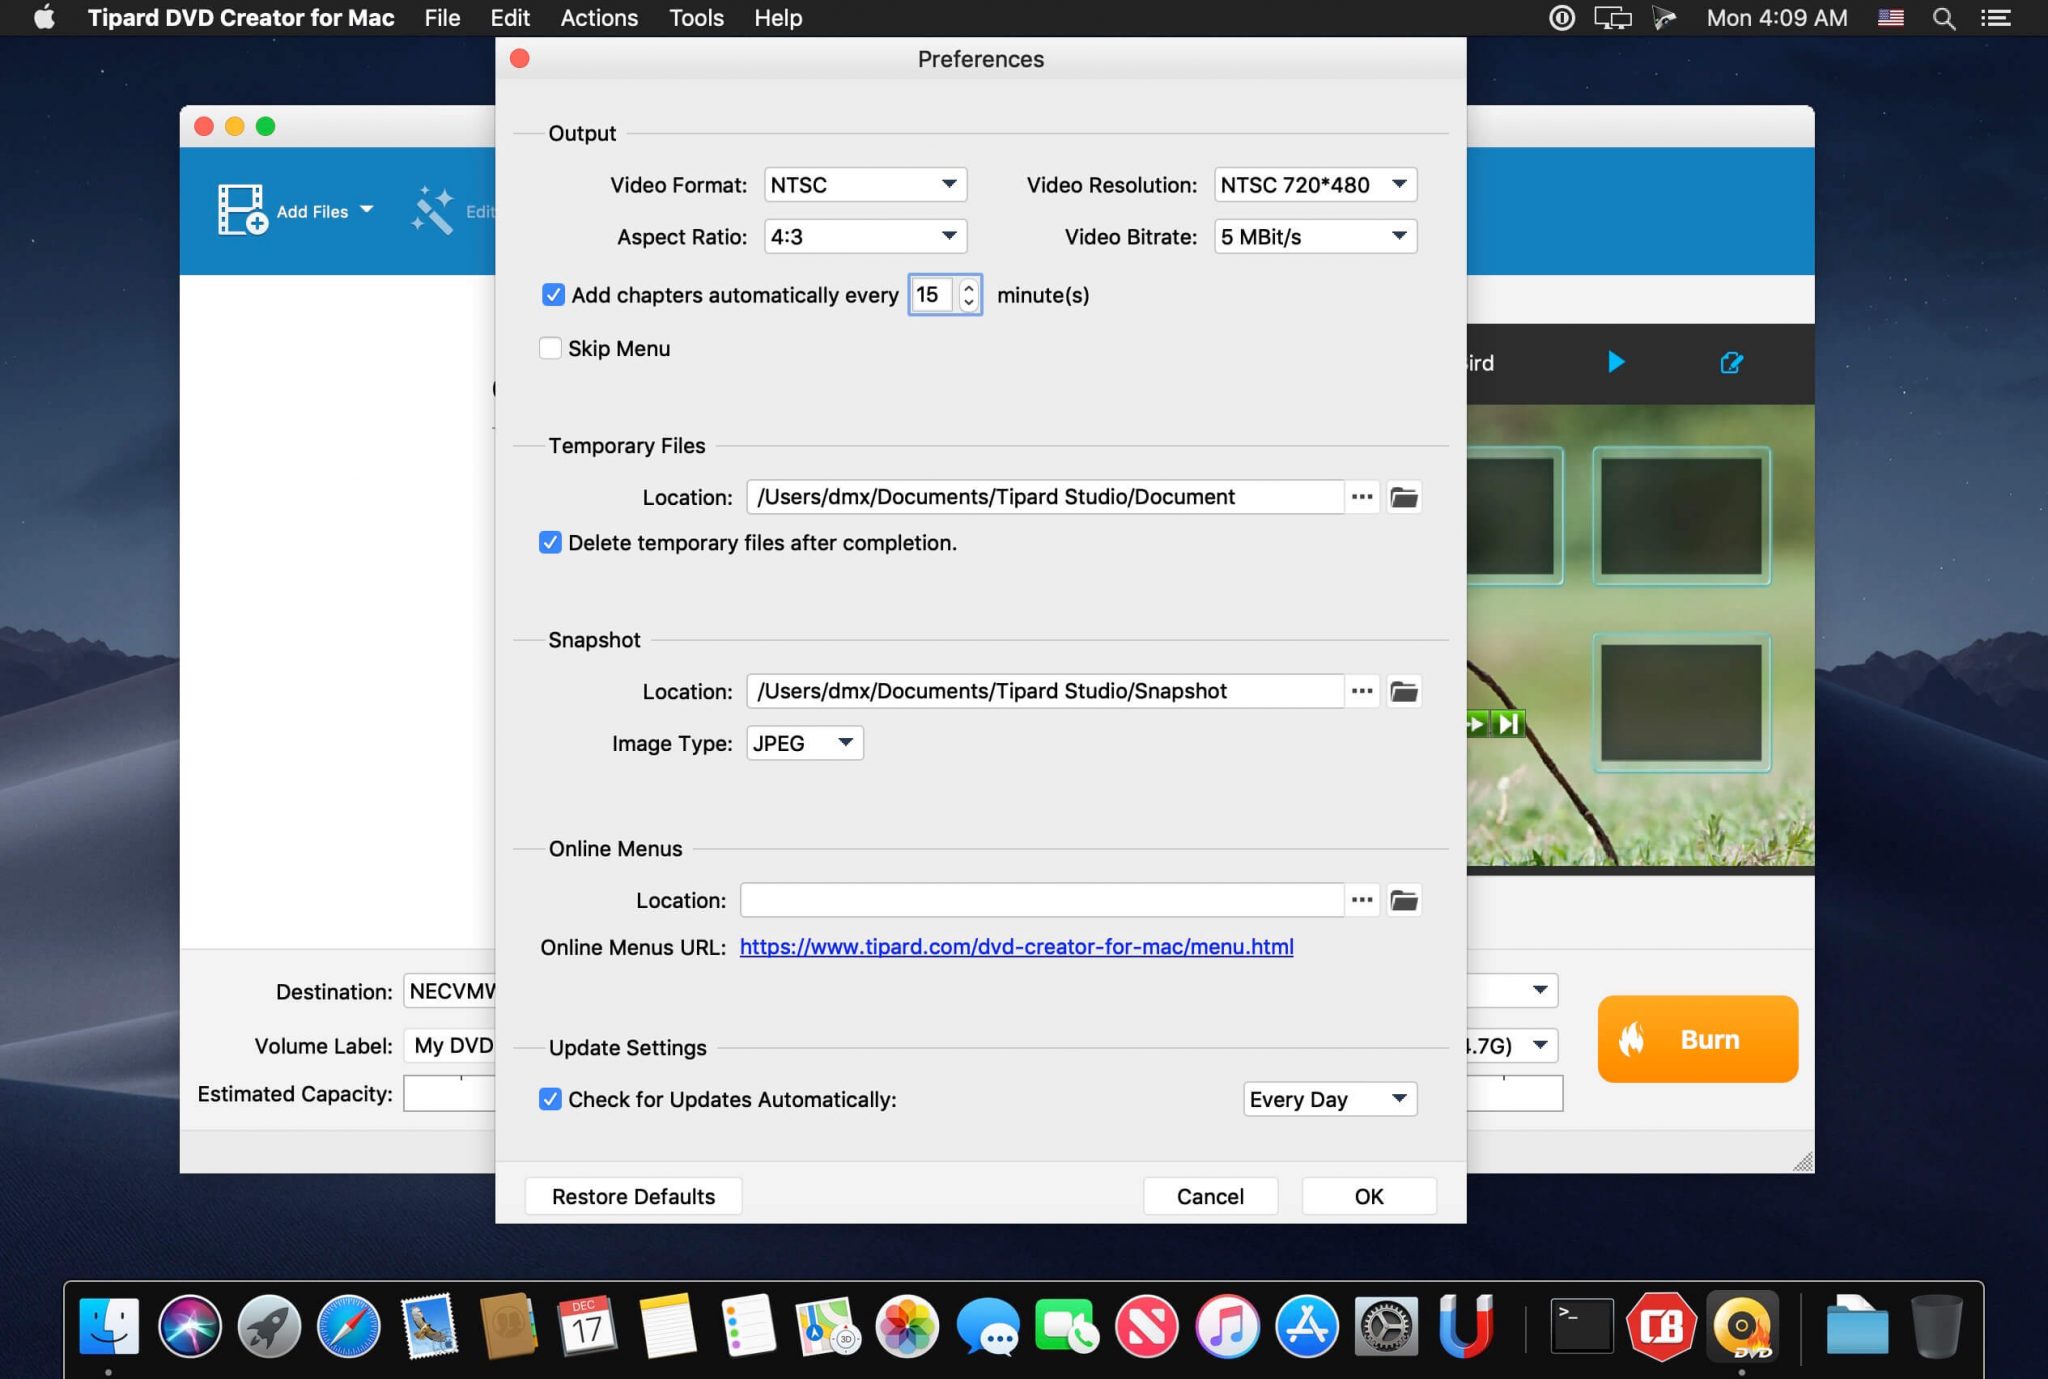 Tipard DVD Creator for Mac File Edit Actions Tools Help Mon 4:09 AM
Preferences
Add Files
Edit
Output
Video Format: NTSC Video Resolution: NTSC 720*480
Aspect Ratio: 4:3 Video Bitrate: 5 MBit/s
Add chapters automatically every 15 minute(s)
Skip Menu
Temporary Files
Location: /Users/dmx/Documents/Tipard Studio/Document ...
Delete temporary files after completion.
Snapshot
Location: /Users/dmx/Documents/Tipard Studio/Snapshot ...
Image Type: JPEG
Online Menus
Location: ...
Online Menus URL: https://www.tipard.com/dvd-creator-for-mac/menu.html
Destination: NECVMW
Volume Label: My DVD
Estimated Capacity:
.7G)
Burn
Update Settings
Check for Updates Automatically: Every Day
Restore Defaults Cancel OK
DEC
17
3D
>_
CB
DVD